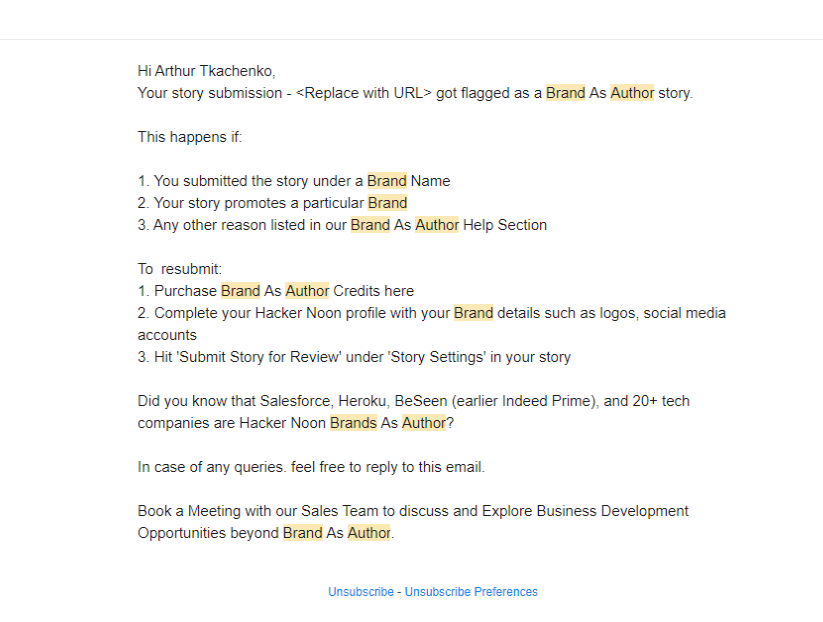 Hi Arthur Tkachenko,
Your story submission - <Replace with URL> got flagged as a Brand As Author story.
This happens if:
1. You submitted the story under a Brand Name
2. Your story promotes a particular Brand
3. Any other reason listed in our Brand As Author Help Section
To  resubmit:
1. Purchase Brand As Author Credits here
2. Complete your Hacker Noon profile with your Brand details such as logos, social media
accounts
3. Hit 'Submit Story for Review' under 'Story Settings' in your story
Did you know that Salesforce, Heroku, BeSeen (earlier Indeed Prime), and 20+ tech
companies are Hacker Noon Brands As Author?
In case of any queries. feel free to reply to this email.
Book a Meeting with our Sales Team to discuss and Explore Business Development
Opportunities beyond Brand As Author.
Unsubscribe - Unsubscribe Preferences